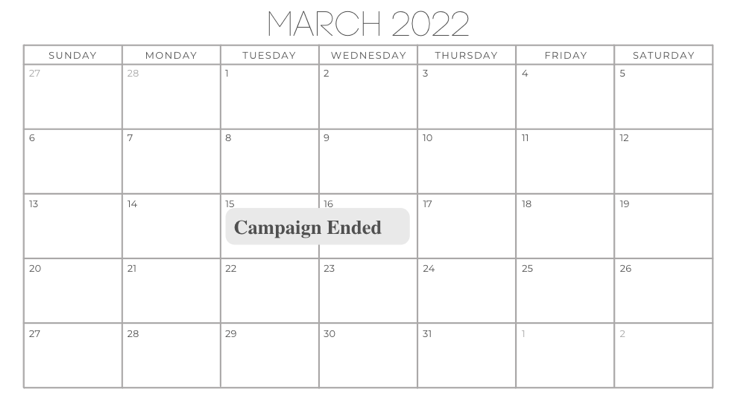 MARCH 2022
SUNDAY MONDAY TUESDAY WEDNESDAY THURSDAY FRIDAY SATURDAY
27 28 1 2 3 4 5
6 7 8 9 10 11 12
13 14 15 16 17 18 19
Campaign Ended
20 21 22 23 24 25 26
27 28 29 30 31 1 2